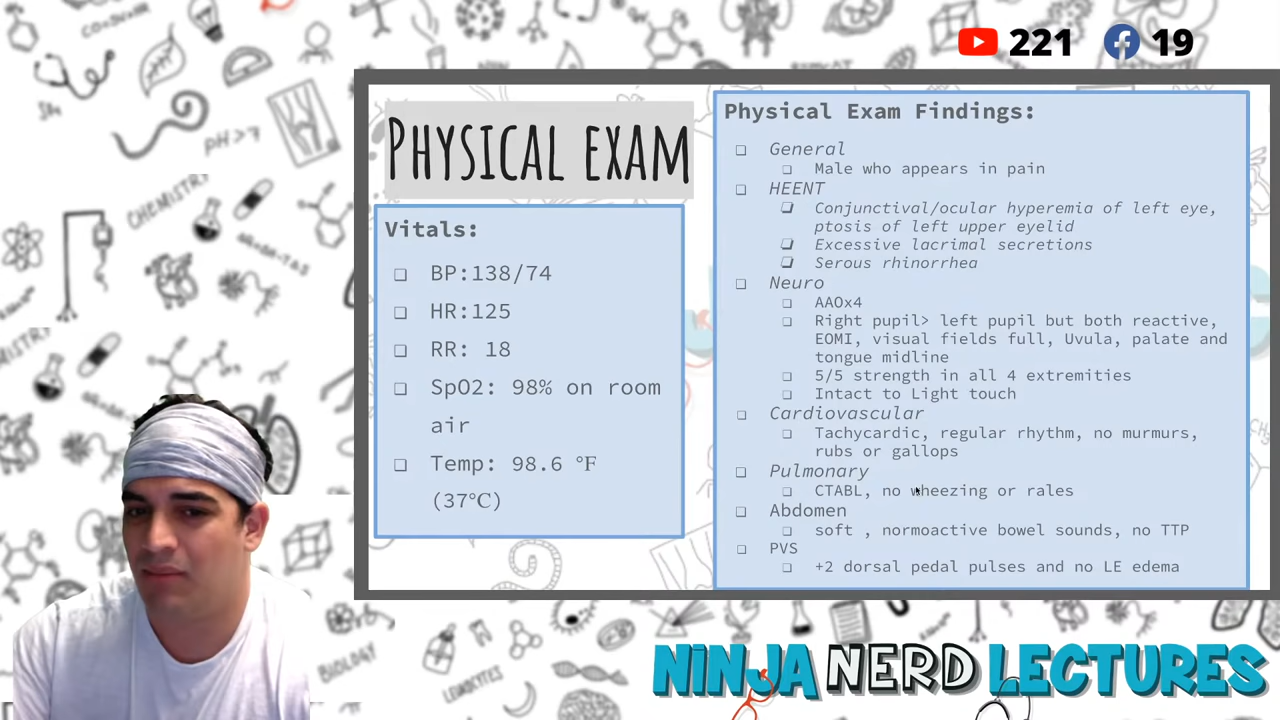 221 19
PHYSICAL EXAM
Vitals:
❏ BP:138/74
❏ HR:125
❏ RR: 18
❏ SpO2: 98% on room
air
❏ Temp: 98.6 °F
(37°C)
Physical Exam Findings:
❏ General
❏ Male who appears in pain
❏ HEENT
❏ Conjunctival/ocular hyperemia of left eye,
ptosis of left upper eyelid
❏ Excessive lacrimal secretions
❏ Serous rhinorrhea
❏ Neuro
❏ AAOx4
❏ Right pupil> left pupil but both reactive,
EOMI, visual fields full, Uvula, palate and
tongue midline
❏ 5/5 strength in all 4 extremities
❏ Intact to Light touch
❏ Cardiovascular
❏ Tachycardic, regular rhythm, no murmurs,
rubs or gallops
❏ Pulmonary
❏ CTABL, no wheezing or rales
❏ Abdomen
❏ soft , normoactive bowel sounds, no TTP
❏ PVS
❏ +2 dorsal pedal pulses and no LE edema
NINJA NERD LECTURES
PH>7
CHEMISTRY
BIOLOGY
LEUKOCYTES